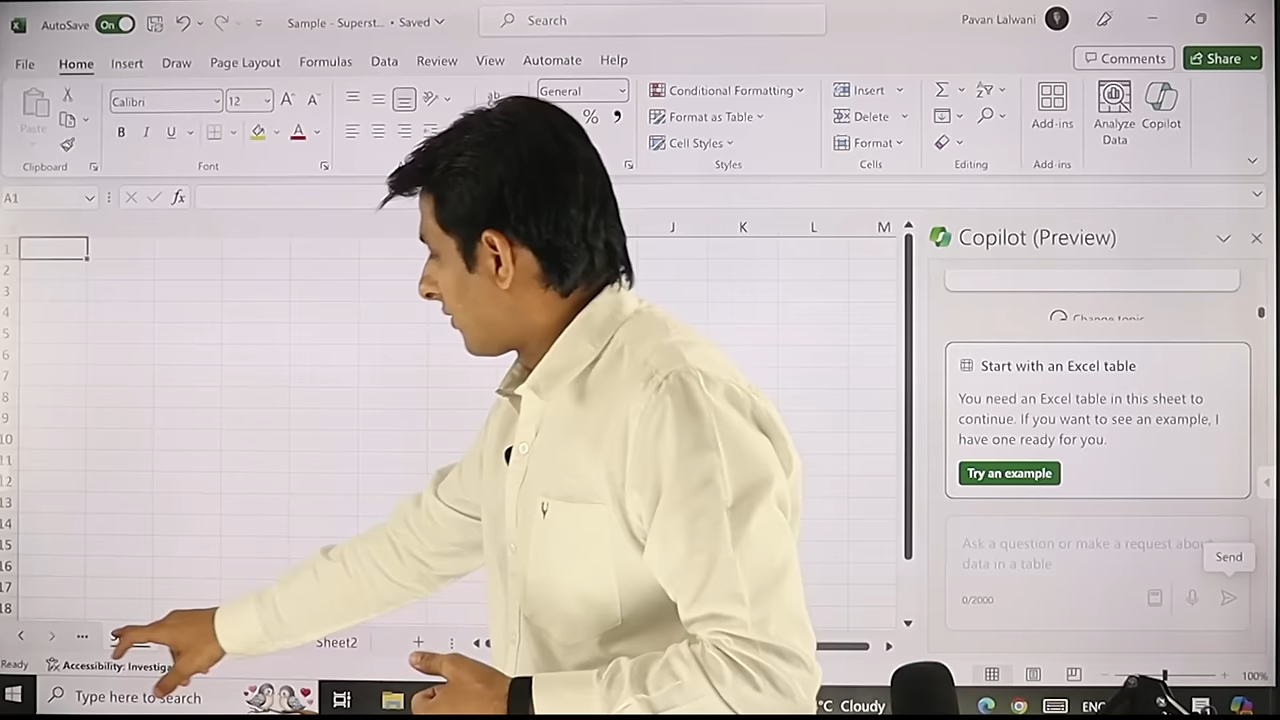 AutoSave On Sample - Superst... • Saved Search Pavan Lalwani
File Home Insert Draw Page Layout Formulas Data Review View Automate Help Comments Share
Paste
Clipboard
Calibri 12
B I U A
Font
ab
General
% ,
Conditional Formatting
Format as Table
Cell Styles
Styles
Insert
Delete
Format
Cells
Editing
Add-ins
Add-ins
Analyze
Data
Copilot
A1 fx
J K L M
1
2
3
4
5
6
7
8
9
10
11
12
13
14
15
16
17
18
Copilot (Preview)
Change topic
Start with an Excel table
You need an Excel table in this sheet to
continue. If you want to see an example, I
have one ready for you.
Try an example
Ask a question or make a request abou
data in a table
Send
0/2000
Sheet2
Ready Accessibility: Investiga 100%
Type here to search °C Cloudy ENG